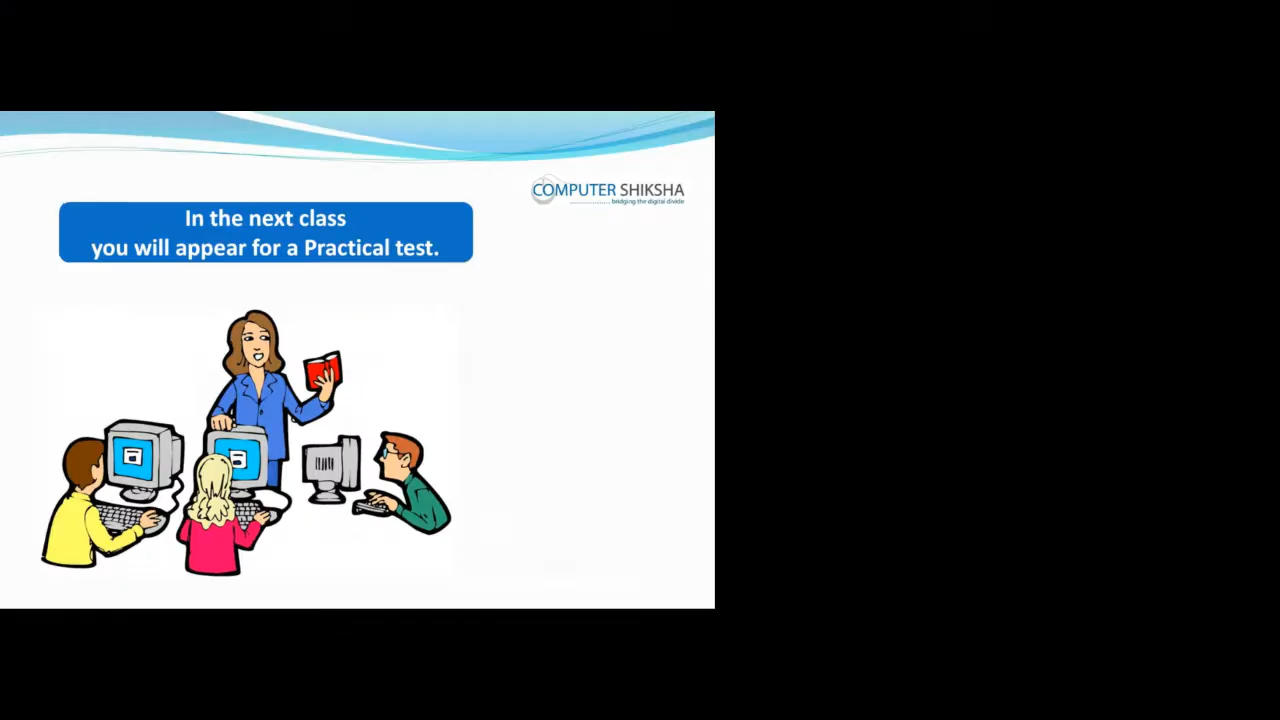 COMPUTER SHIKSHA
.................. bridging the digital divide
In the next class
you will appear for a Practical test.